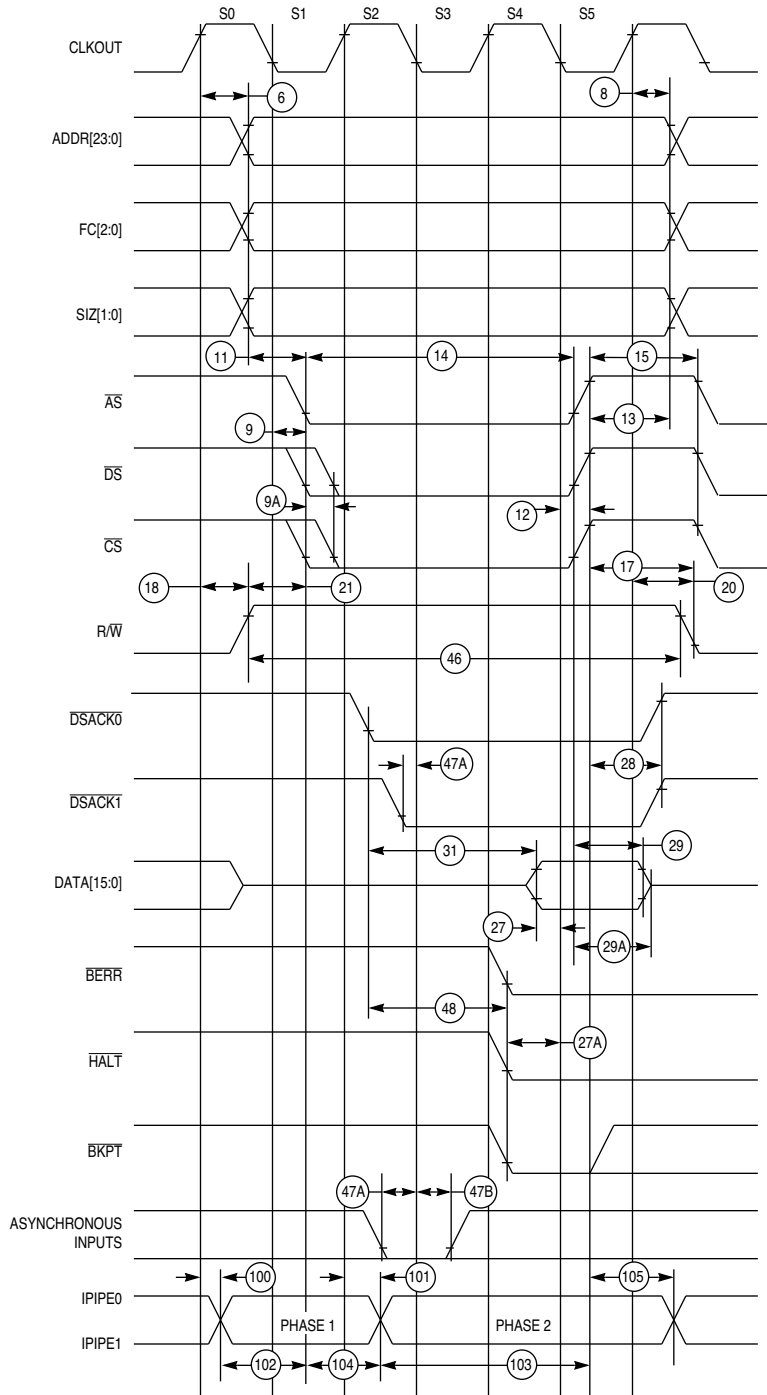 S0 S1 S2 S3 S4 S5
CLKOUT
6 8
ADDR[23:0]
FC[2:0]
SIZ[1:0]
11 14 15
AS
13
9
DS
9A 12
CS
17
18 21 20
R/W
46
DSACK0
47A 28
DSACK1
31 29
DATA[15:0]
27 29A
BERR
48
27A
HALT
BKPT
47A 47B
ASYNCHRONOUS
INPUTS
100 101 105
IPIPE0
PHASE 1 PHASE 2
IPIPE1
102 104 103